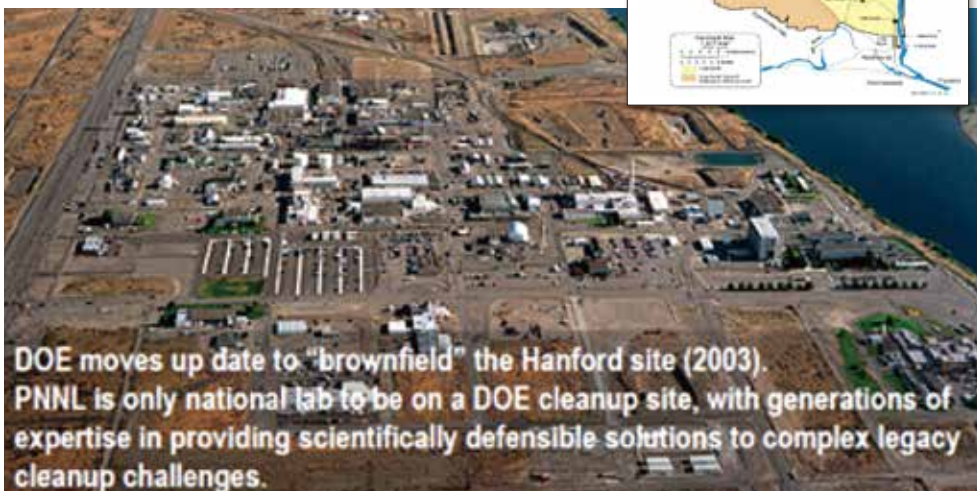 DOE moves up date to “brownfield” the Hanford site (2003).
PNNL is only national lab to be on a DOE cleanup site, with generations of
expertise in providing scientifically defensible solutions to complex legacy
cleanup challenges.